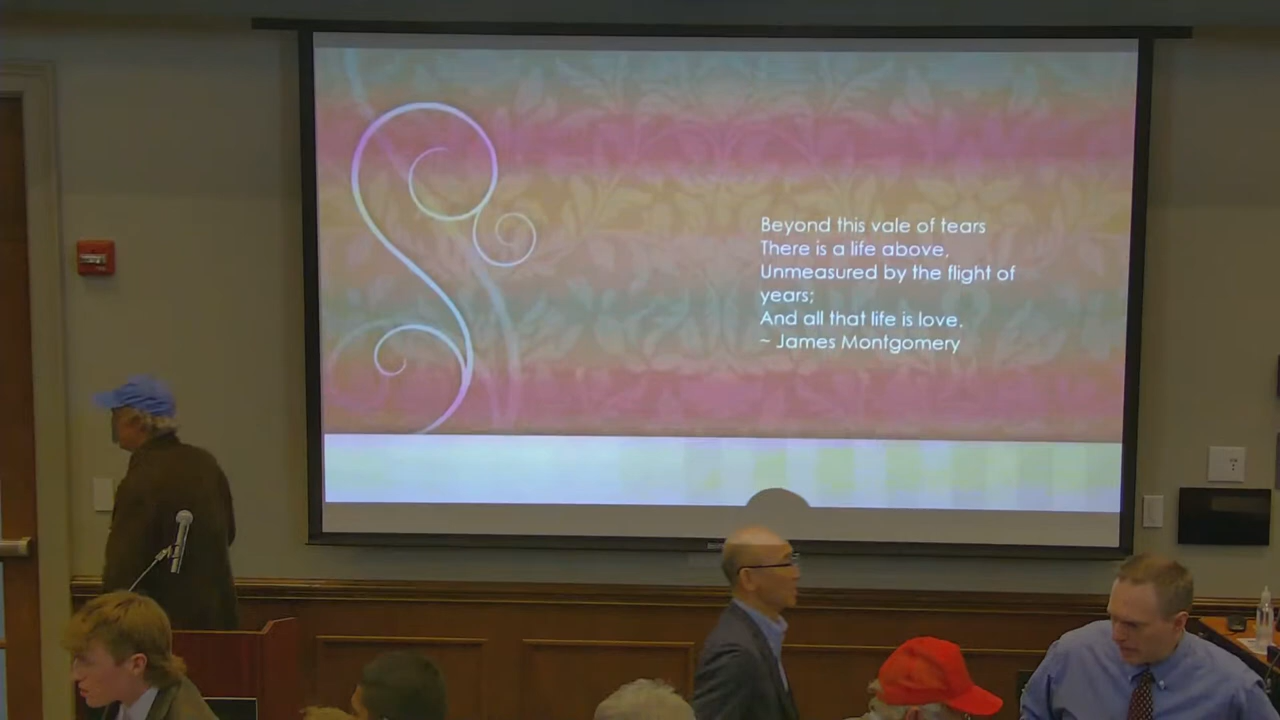 Beyond this vale of tears
There is a life above,
Unmeasured by the flight of
years;
And all that life is love.
~ James Montgomery